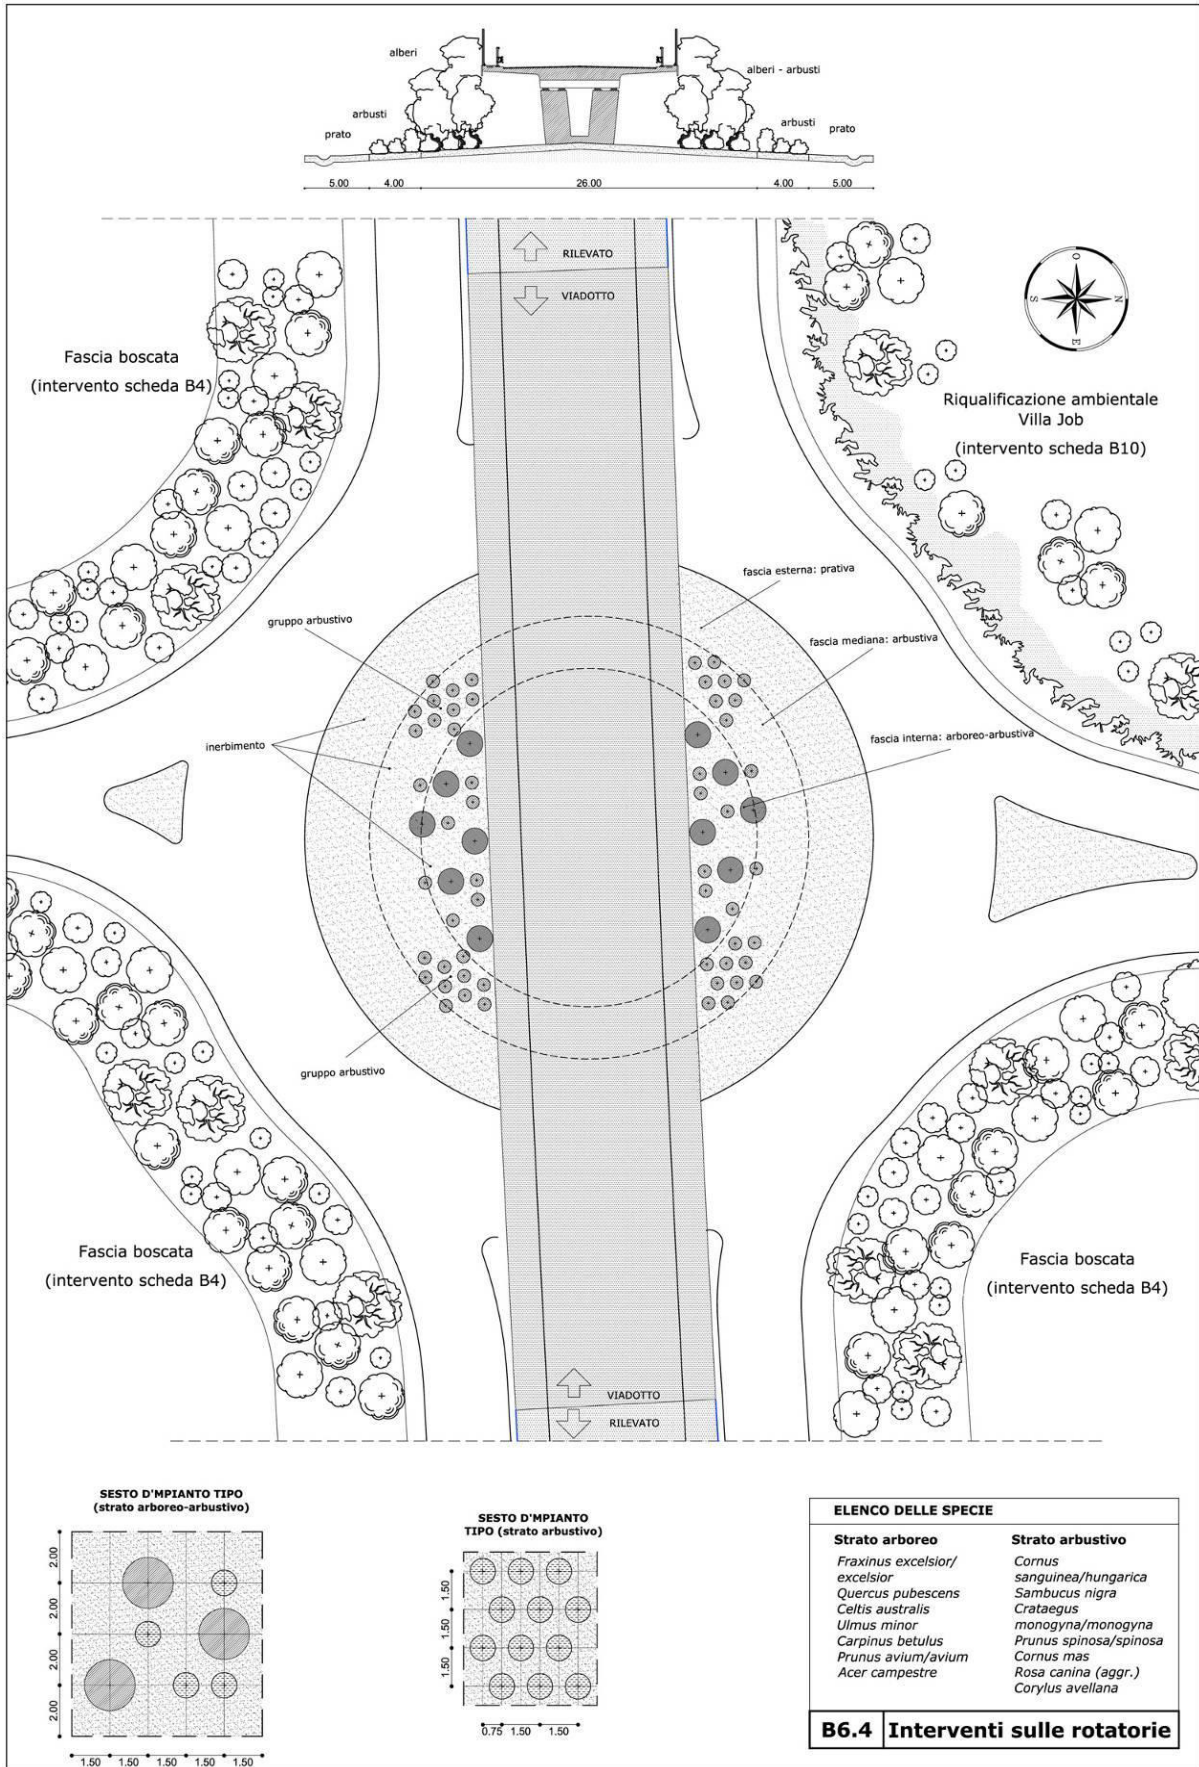 alberi
alberi - arbusti
arbusti
arbusti
prato
prato
5.00 4.00 26.00 4.00 5.00
RILEVATO
VIADOTTO
O
S
N
E
Fascia boscata
(intervento scheda B4)
Riqualificazione ambientale
Villa Job
(intervento scheda B10)
fascia esterna: prativa
gruppo arbustivo
fascia mediana: arbustiva
fascia interna: arboreo-arbustiva
inerbimento
gruppo arbustivo
Fascia boscata
(intervento scheda B4)
Fascia boscata
(intervento scheda B4)
VIADOTTO
RILEVATO
SESTO D'MPIANTO TIPO
(strato arboreo-arbustivo)
2.00
2.00
2.00
2.00
1.50 1.50 1.50 1.50 1.50
SESTO D'MPIANTO
TIPO (strato arbustivo)
1.50
1.50
1.50
0.75 1.50 1.50
ELENCO DELLE SPECIE
Strato arboreo
Fraxinus excelsior/
excelsior
Quercus pubescens
Celtis australis
Ulmus minor
Carpinus betulus
Prunus avium/avium
Acer campestre
Strato arbustivo
Cornus
sanguinea/hungarica
Sambucus nigra
Crataegus
monogyna/monogyna
Prunus spinosa/spinosa
Cornus mas
Rosa canina (aggr.)
Corylus avellana
B6.4 Interventi sulle rotatorie